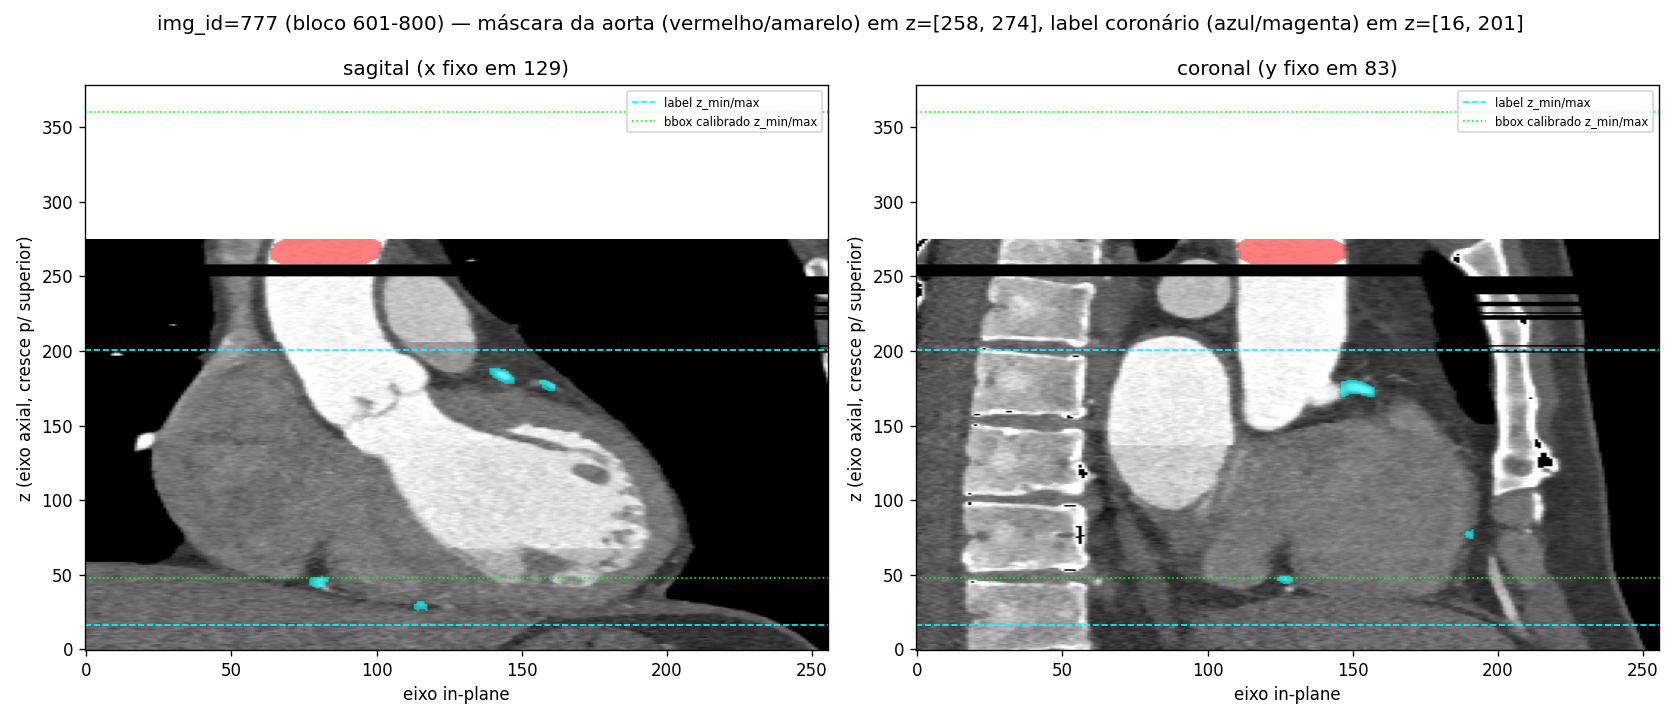 img_id=777 (bloco 601-800) — máscara da aorta (vermelho/amarelo) em z=[258, 274], label coronário (azul/magenta) em z=[16, 201]
sagital (x fixo em 129)
label z_min/max
bbox calibrado z_min/max
z (eixo axial, cresce p/ superior)
350
300
250
200
150
100
50
0
0
50
100
150
200
250
eixo in-plane
coronal (y fixo em 83)
label z_min/max
bbox calibrado z_min/max
z (eixo axial, cresce p/ superior)
350
300
250
200
150
100
50
0
0
50
100
150
200
250
eixo in-plane